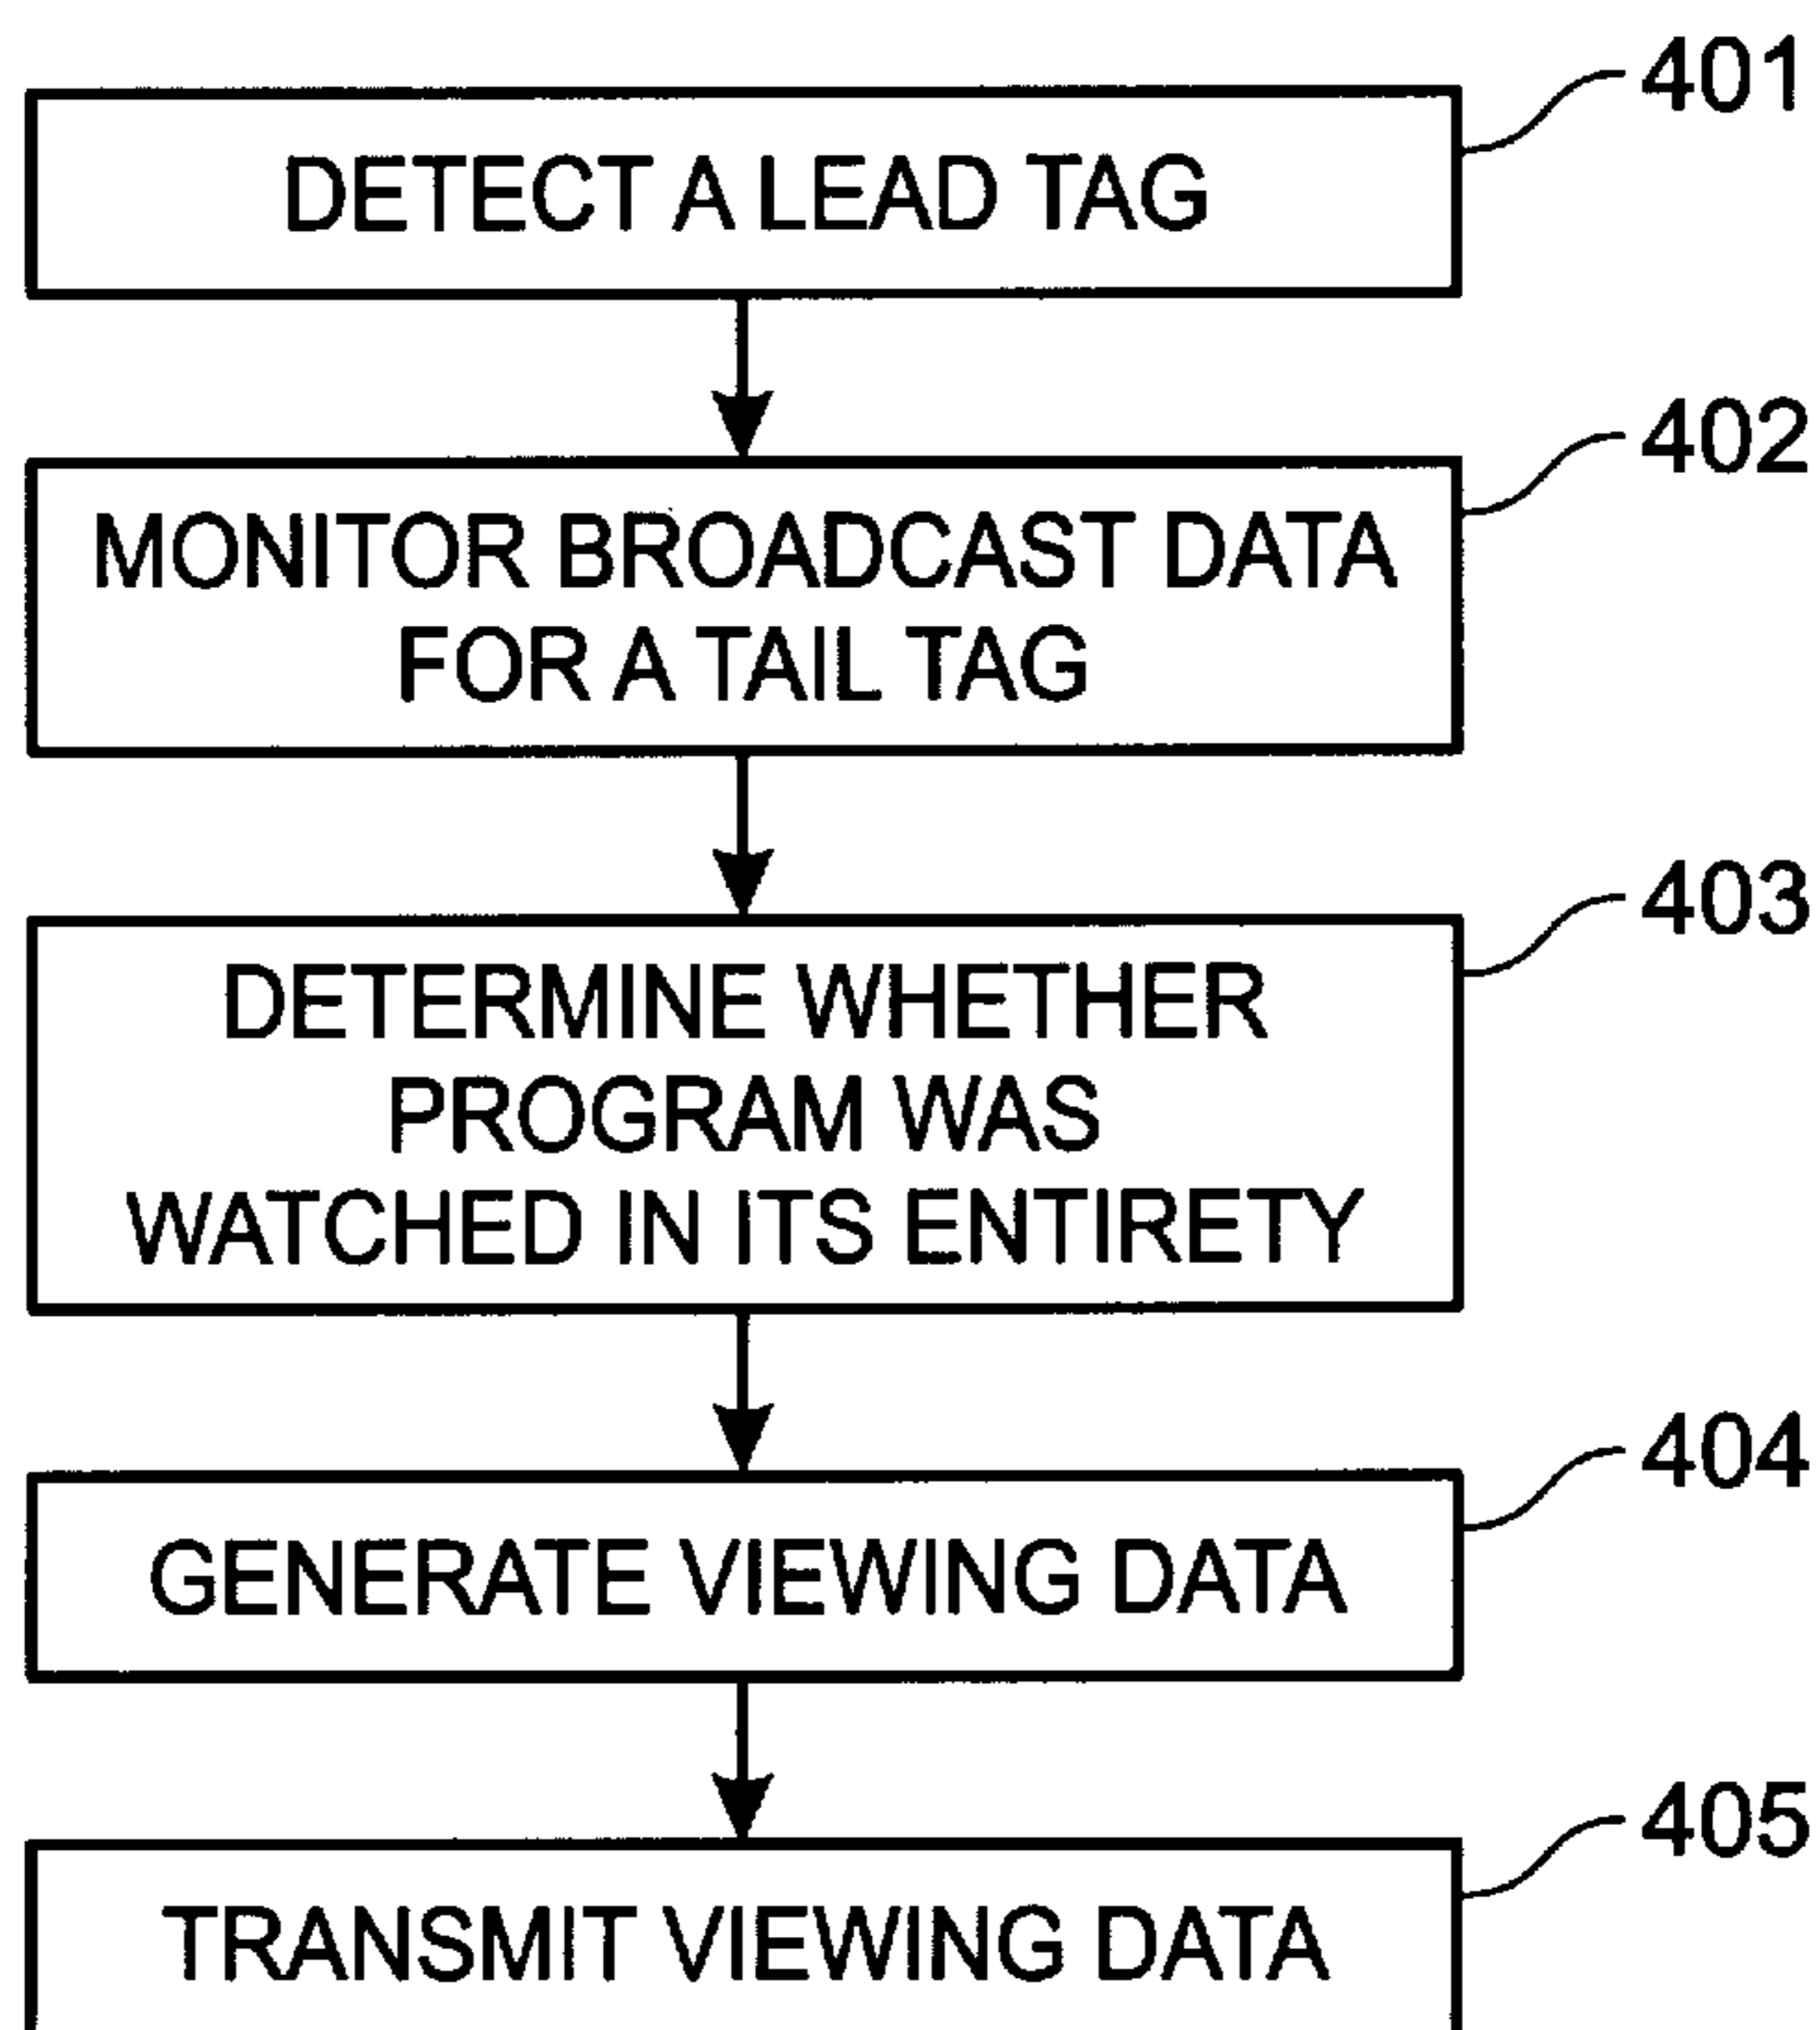 401
DETECT A LEAD TAG
402
MONITOR BROADCAST DATA
FOR A TAIL TAG
403
DETERMINE WHETHER
PROGRAM WAS
WATCHED IN ITS ENTIRETY
404
GENERATE VIEWING DATA
405
TRANSMIT VIEWING DATA